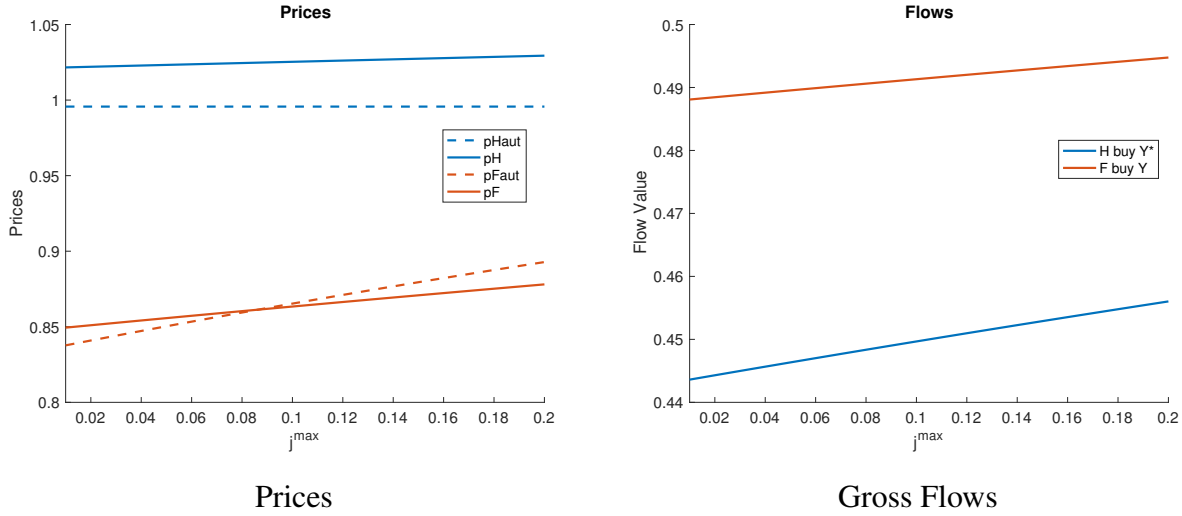 Prices
1.05
1
0.95
0.9
0.85
0.8
Prices
0.02 0.04 0.06 0.08 0.1 0.12 0.14 0.16 0.18 0.2
j^max
pHaut
pH
pFaut
pF
Prices
Flows
0.5
0.49
0.48
0.47
0.46
0.45
0.44
Flow Value
0.02 0.04 0.06 0.08 0.1 0.12 0.14 0.16 0.18 0.2
j^max
H buy Y*
F buy Y
Gross Flows